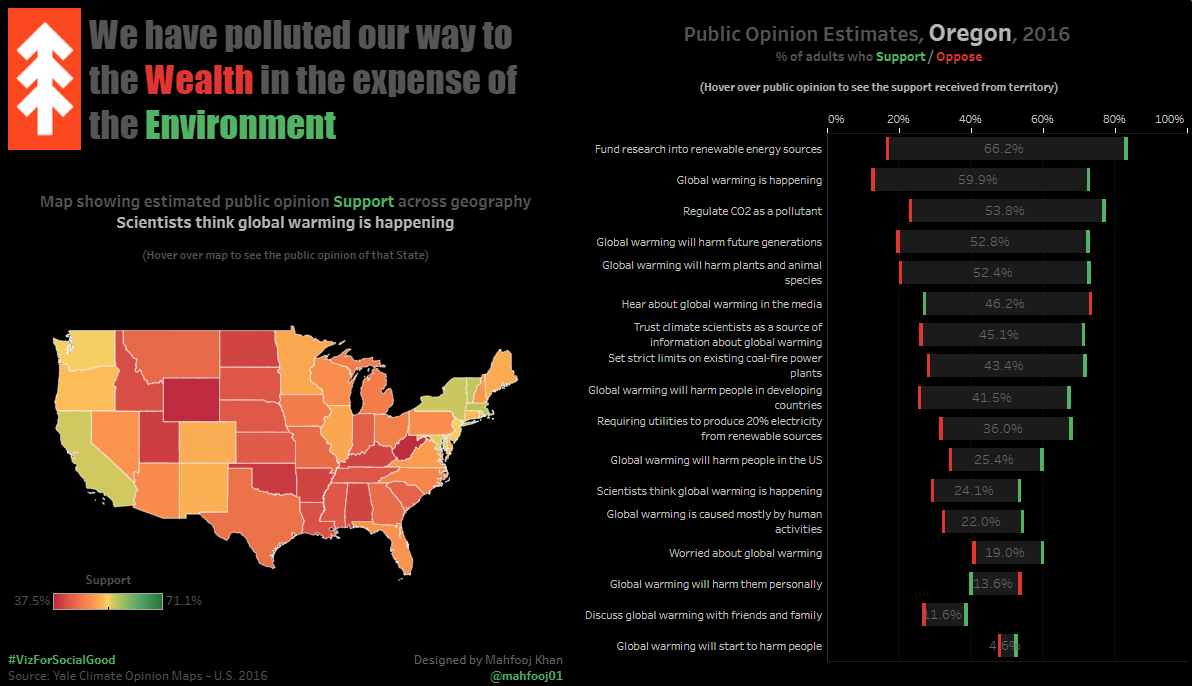 We have polluted our way to
the Wealth in the expense of
the Environment
Map showing estimated public opinion Support across geography
Scientists think global warming is happening
(Hover over map to see the public opinion of that State)
Support
37.5% 71.1%
#VizForSocialGood
Source: Yale Climate Opinion Maps – U.S. 2016
Designed by Mahfooj Khan
@mahfooj01
Public Opinion Estimates, Oregon, 2016
% of adults who Support / Oppose
(Hover over public opinion to see the support received from territory)
0% 20% 40% 60% 80% 100%
Fund research into renewable energy sources 66.2%
Global warming is happening 59.9%
Regulate CO2 as a pollutant 53.8%
Global warming will harm future generations 52.8%
Global warming will harm plants and animal
species 52.4%
Hear about global warming in the media 46.2%
Trust climate scientists as a source of
information about global warming 45.1%
Set strict limits on existing coal-fire power
plants 43.4%
Global warming will harm people in developing
countries 41.5%
Requiring utilities to produce 20% electricity
from renewable sources 36.0%
Global warming will harm people in the US 25.4%
Scientists think global warming is happening 24.1%
Global warming is caused mostly by human
activities 22.0%
Worried about global warming 19.0%
Global warming will harm them personally 13.6%
Discuss global warming with friends and family 11.6%
Global warming will start to harm people 4.6%